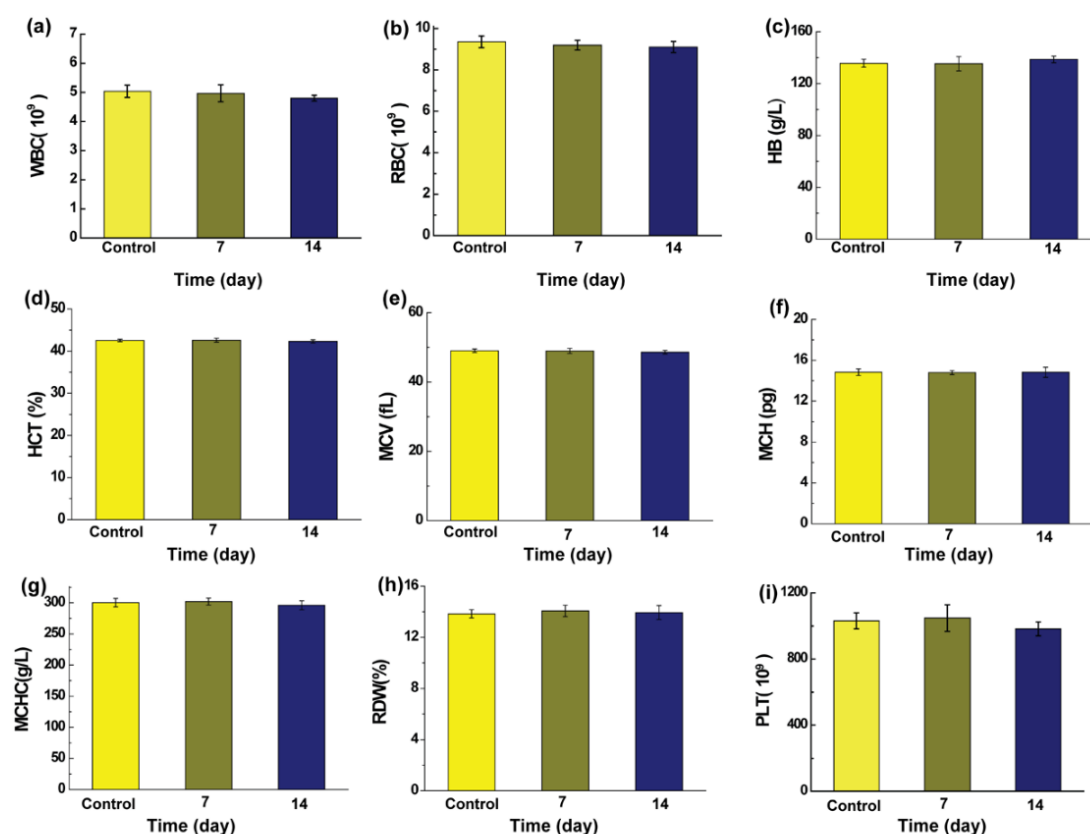 (a)
WBC( 10⁹)
7
6
5
4
3
2
1
0
Control 7 14
Time (day)
(b)
RBC( 10⁹)
10
8
6
4
2
0
Control 7 14
Time (day)
(c)
HB (g/L)
160
120
80
40
0
Control 7 14
Time (day)
(d)
HCT (%)
50
40
30
20
10
0
Control 7 14
Time (day)
(e)
MCV (fL)
60
40
20
0
Control 7 14
Time (day)
(f)
MCH (pg)
20
16
12
8
4
0
Control 7 14
Time (day)
(g)
MCHC(g/L)
300
250
200
150
100
50
0
Control 7 14
Time (day)
(h)
RDW(%)
16
12
8
4
0
Control 7 14
Time (day)
(i)
PLT( 10⁹)
1200
800
400
0
Control 7 14
Time (day)